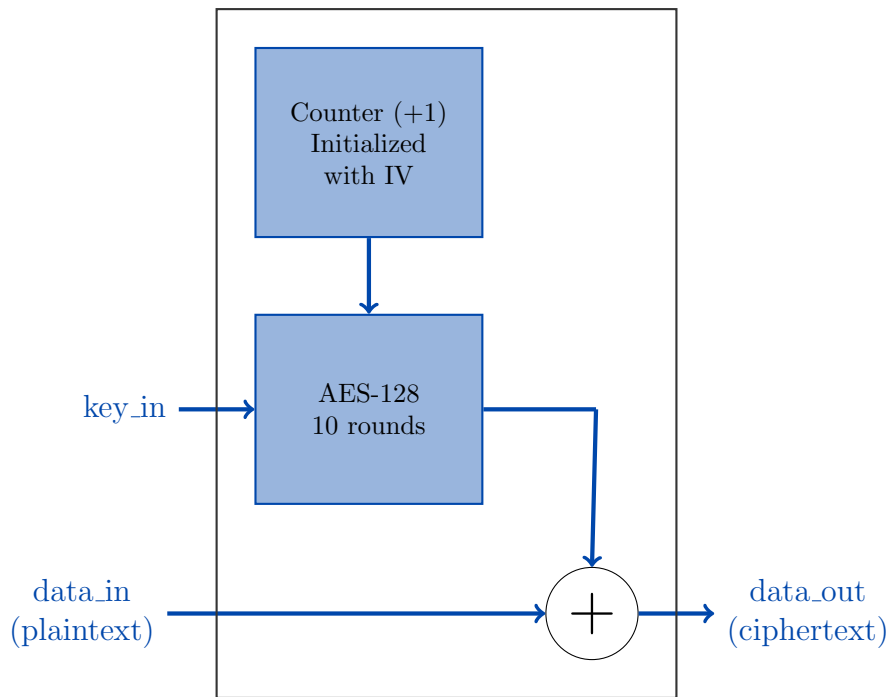 Counter (+1)
Initialized
with IV
AES-128
10 rounds
key_in
data_in
(plaintext)
data_out
(ciphertext)